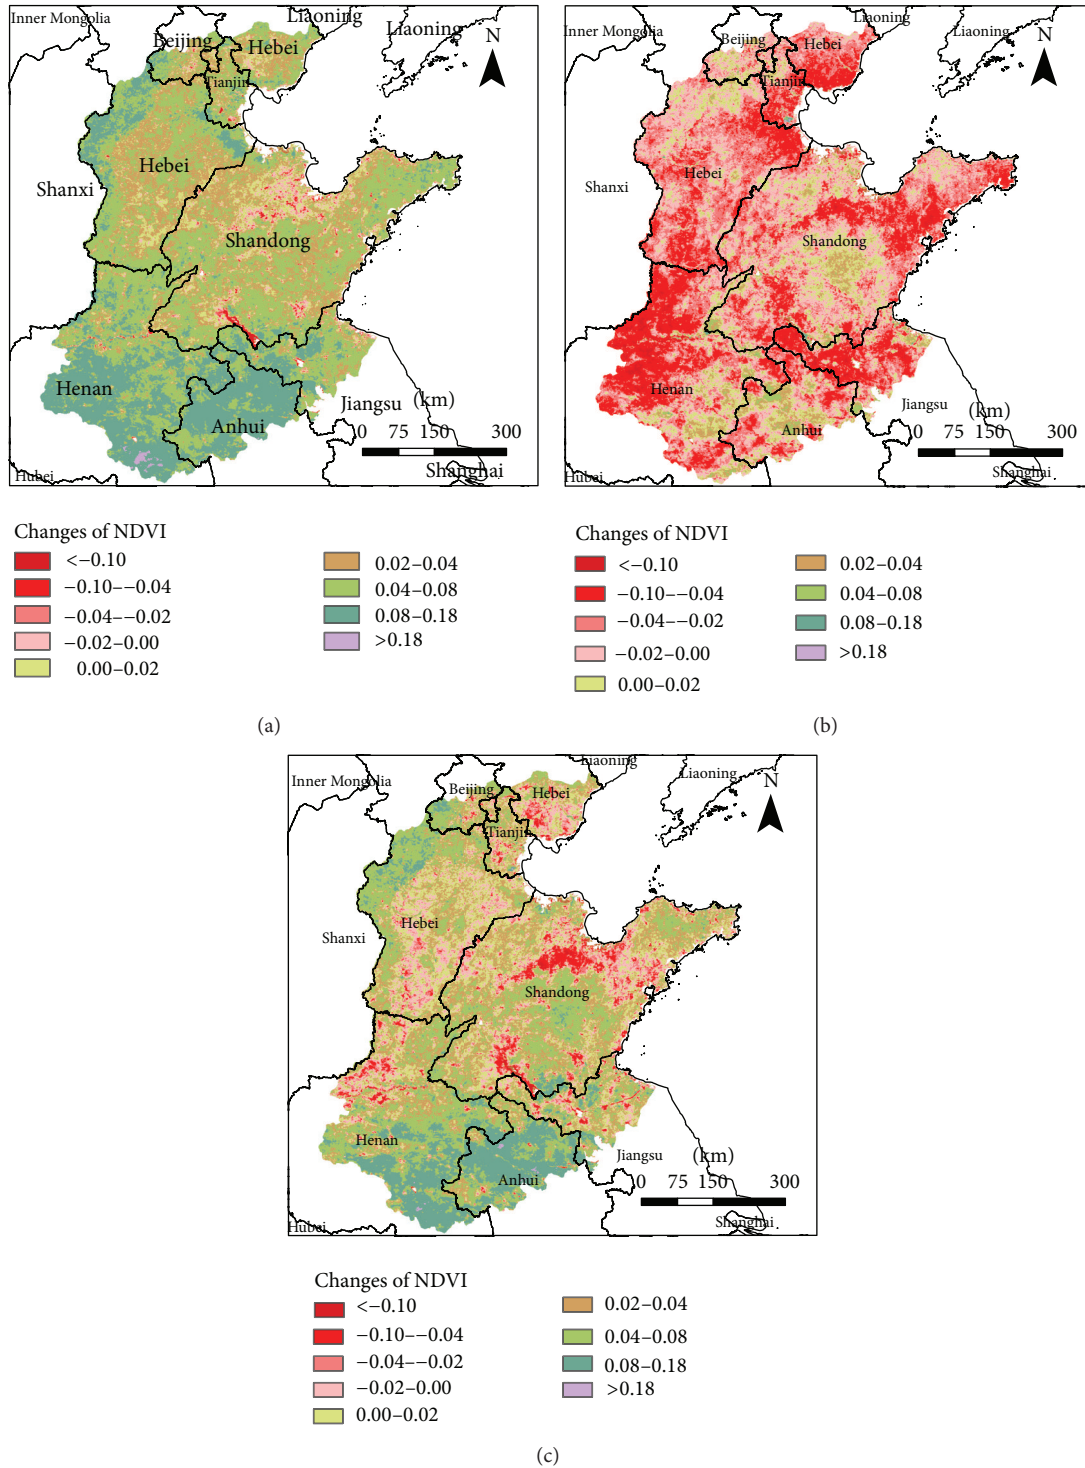 Inner Mongolia
Liaoning
Beijing
Hebei
Liaoning
N
Tianjin
Hebei
Shanxi
Shandong
Henan
Jiangsu
(km)
Anhui
0 75 150 300
Shanghai
Hubei
Changes of NDVI
<−0.10
−0.10–−0.04
−0.04–−0.02
−0.02–0.00
0.00–0.02
0.02–0.04
0.04–0.08
0.08–0.18
>0.18
(a)
Inner Mongolia
Liaoning
Beijing
Hebei
Liaoning
N
Tianjin
Hebei
Shanxi
Shandong
Henan
Jiangsu
(km)
Anhui
0 75 150 300
Shanghai
Hubei
Changes of NDVI
<−0.10
−0.10–−0.04
−0.04–−0.02
−0.02–0.00
0.00–0.02
0.02–0.04
0.04–0.08
0.08–0.18
>0.18
(b)
Inner Mongolia
Liaoning
Beijing
Hebei
Liaoning
N
Tianjin
Hebei
Shanxi
Shandong
Henan
Jiangsu
(km)
Anhui
0 75 150 300
Shanghai
Hubei
Changes of NDVI
<−0.10
−0.10–−0.04
−0.04–−0.02
−0.02–0.00
0.00–0.02
0.02–0.04
0.04–0.08
0.08–0.18
>0.18
(c)